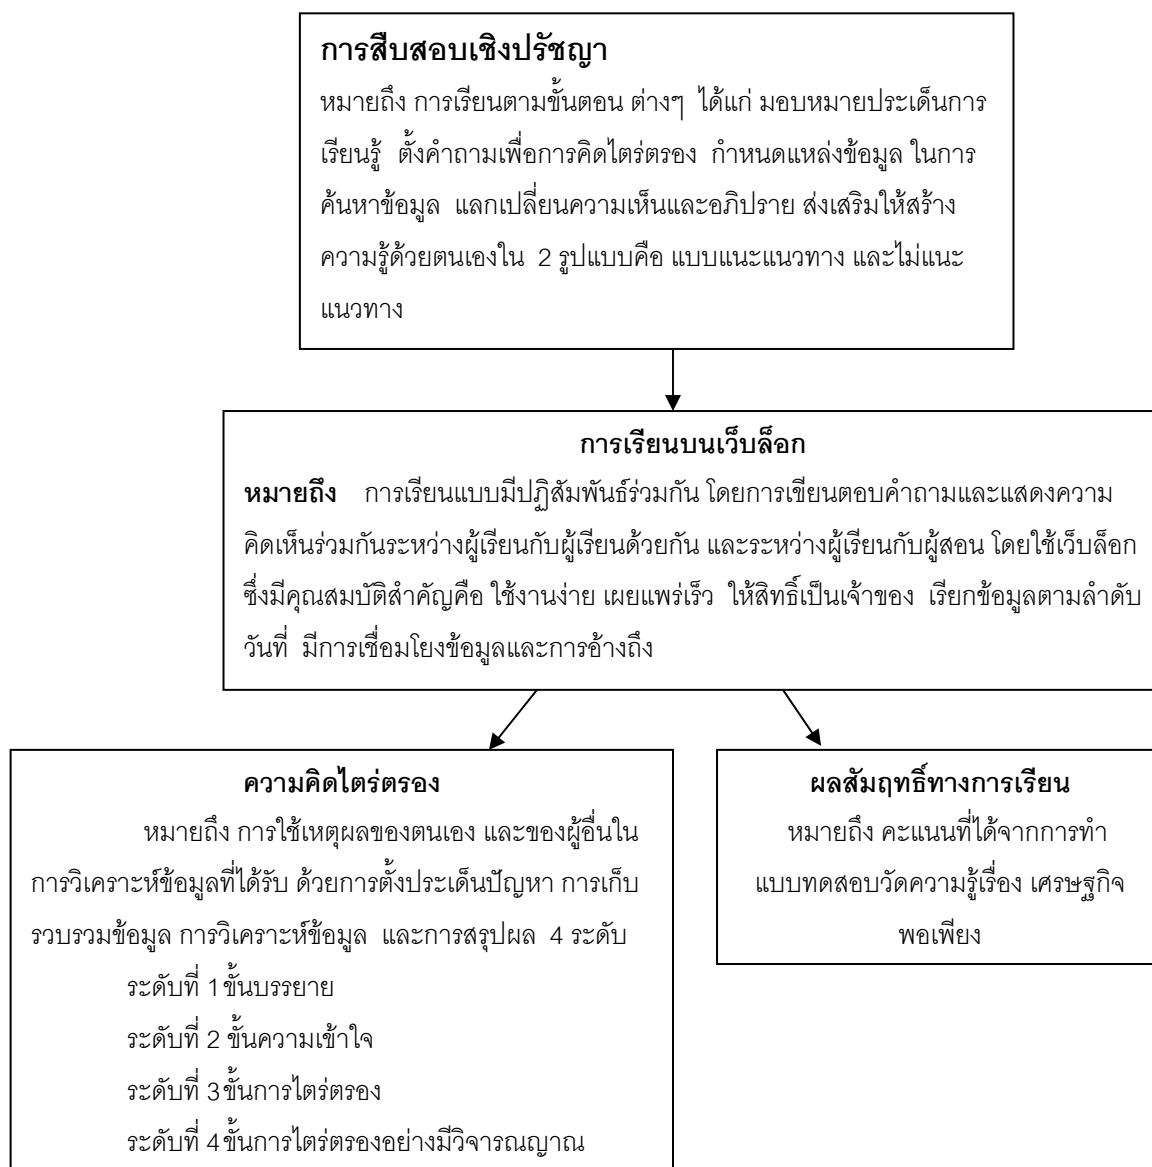 การสืบสอบเชิงปรัชญา
หมายถึง การเรียนตามขั้นตอน ต่างๆ ได้แก่ มอบหมายประเด็นการ
เรียนรู้ ตั้งคำถามเพื่อการคิดไตร่ตรอง กำหนดแหล่งข้อมูล ในการ
ค้นหาข้อมูล แลกเปลี่ยนความเห็นและอภิปราย ส่งเสริมให้สร้าง
ความรู้ด้วยตนเองใน 2 รูปแบบคือ แบบแนะแนวทาง และไม่แนะ
แนวทาง
การเรียนบนเว็บล็อก
หมายถึง การเรียนแบบมีปฏิสัมพันธ์ร่วมกัน โดยการเขียนตอบคำถามและแสดงความ
คิดเห็นร่วมกันระหว่างผู้เรียนกับผู้เรียนด้วยกัน และระหว่างผู้เรียนกับผู้สอน โดยใช้เว็บล็อก
ซึ่งมีคุณสมบัติสำคัญคือ ใช้งานง่าย เผยแพร่เร็ว ให้สิทธิ์เป็นเจ้าของ เรียกข้อมูลตามลำดับ
วันที่ มีการเชื่อมโยงข้อมูลและการอ้างถึง
ความคิดไตร่ตรอง
หมายถึง การใช้เหตุผลของตนเอง และของผู้อื่นใน
การวิเคราะห์ข้อมูลที่ได้รับ ด้วยการตั้งประเด็นปัญหา การเก็บ
รวบรวมข้อมูล การวิเคราะห์ข้อมูล และการสรุปผล 4 ระดับ
ระดับที่ 1 ขั้นบรรยาย
ระดับที่ 2 ขั้นความเข้าใจ
ระดับที่ 3 ขั้นการไตร่ตรอง
ระดับที่ 4 ขั้นการไตร่ตรองอย่างมีวิจารณญาณ
ผลสัมฤทธิ์ทางการเรียน
หมายถึง คะแนนที่ได้จากการทำ
แบบทดสอบวัดความรู้เรื่อง เศรษฐกิจ
พอเพียง